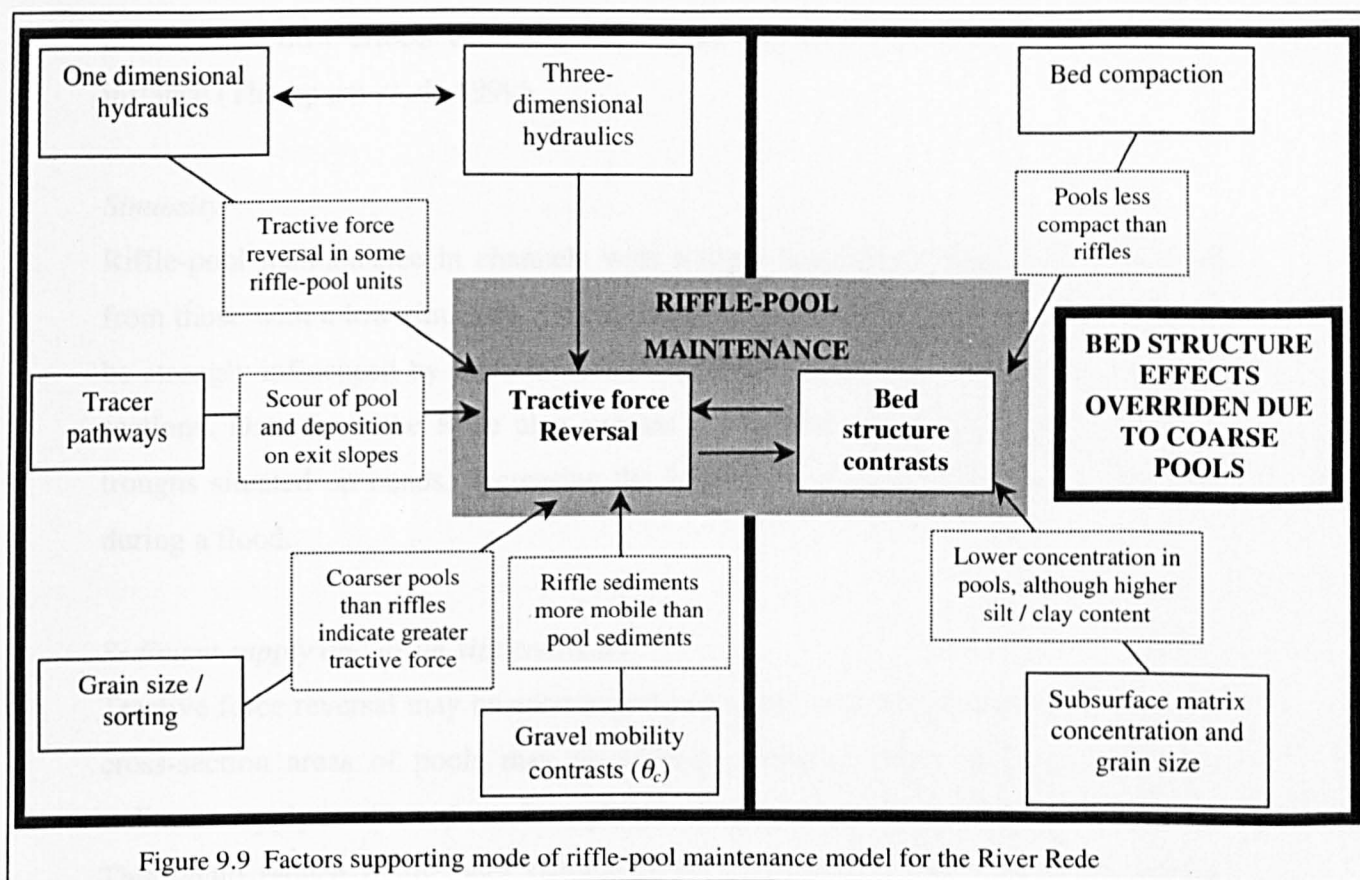 One dimensional
hydraulics
Three-
dimensional
hydraulics
Bed compaction
Tractive force
reversal in some
riffle-pool units
Pools less
compact than
riffles
RIFFLE-POOL
MAINTENANCE
BED STRUCTURE
EFFECTS
OVERRIDEN DUE
TO COARSE
POOLS
Tracer
pathways
Scour of pool
and deposition
on exit slopes
Tractive force
Reversal
Bed
structure
contrasts
Coarser pools
than riffles
indicate greater
tractive force
Riffle sediments
more mobile than
pool sediments
Lower concentration in
pools, although higher
silt / clay content
Grain size /
sorting
Gravel mobility
contrasts (θc)
Subsurface matrix
concentration and
grain size
Figure 9.9 Factors supporting mode of riffle-pool maintenance model for the River Rede